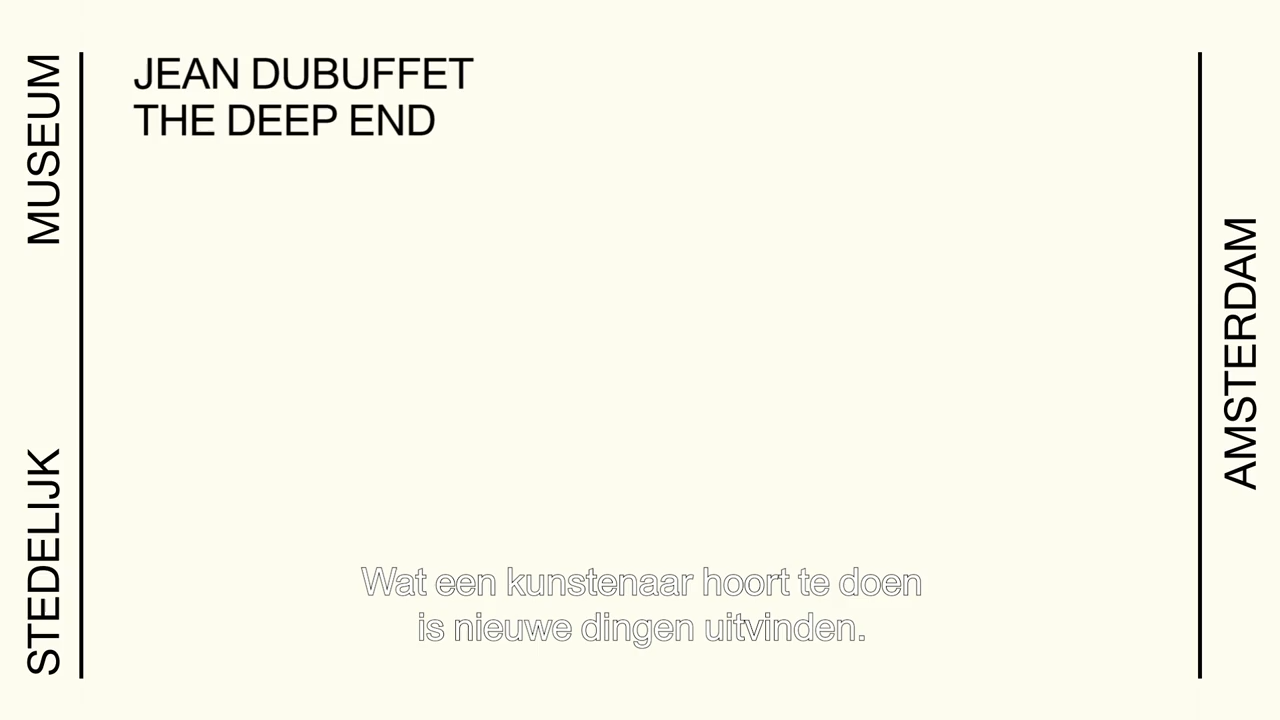 JEAN DUBUFFET
THE DEEP END
STEDELIJK MUSEUM
AMSTERDAM
Wat een kunstenaar hoort te doen
is nieuwe dingen uitvinden.